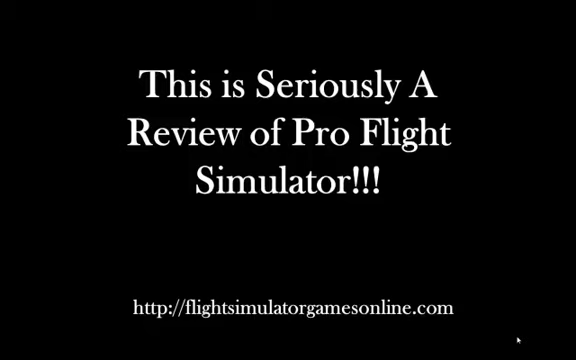 This is Seriously A
Review of Pro Flight
Simulator!!!
http://flightsimulatorgamesonline.com